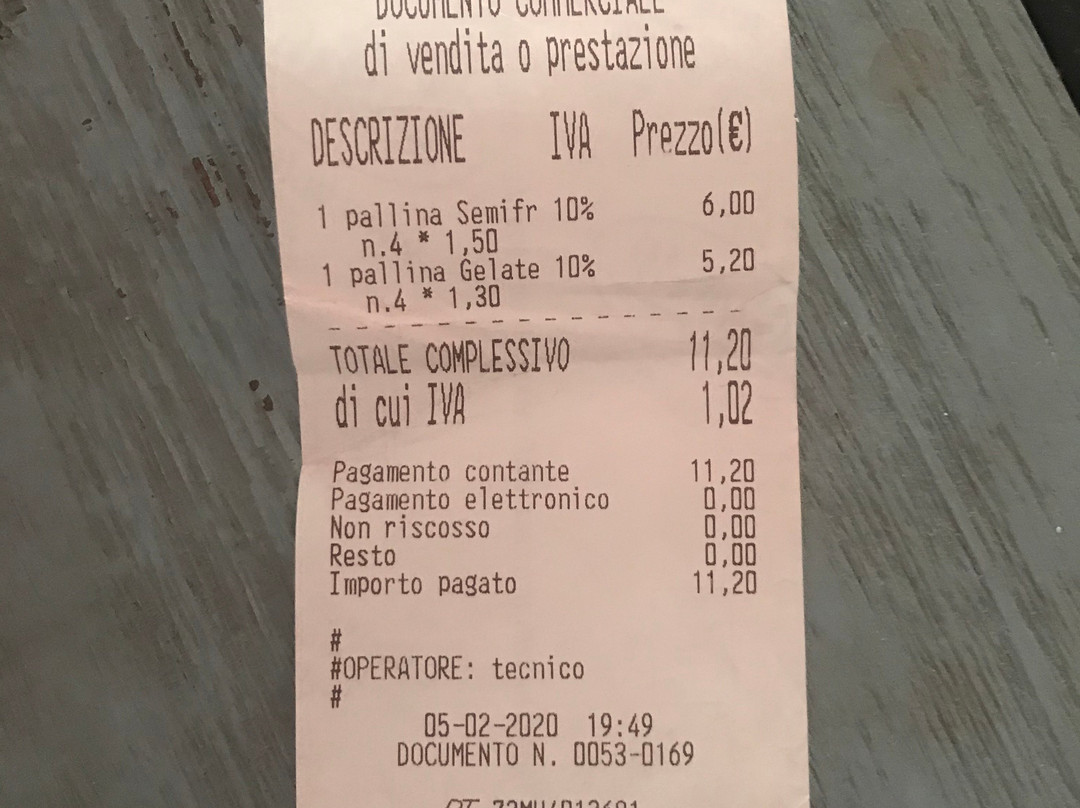 DOCUMENTO COMMERCIALE
di vendita o prestazione
DESCRIZIONE IVA Prezzo(€)
1 pallina Semifr 10% 6,00
n.4 * 1,50
1 pallina Gelate 10% 5,20
n.4 * 1,30
TOTALE COMPLESSIVO 11,20
di cui IVA 1,02
Pagamento contante 11,20
Pagamento elettronico 0,00
Non riscosso 0,00
Resto 0,00
Importo pagato 11,20
#
#OPERATORE: tecnico
#
05-02-2020 19:49
DOCUMENTO N. 0053-0169